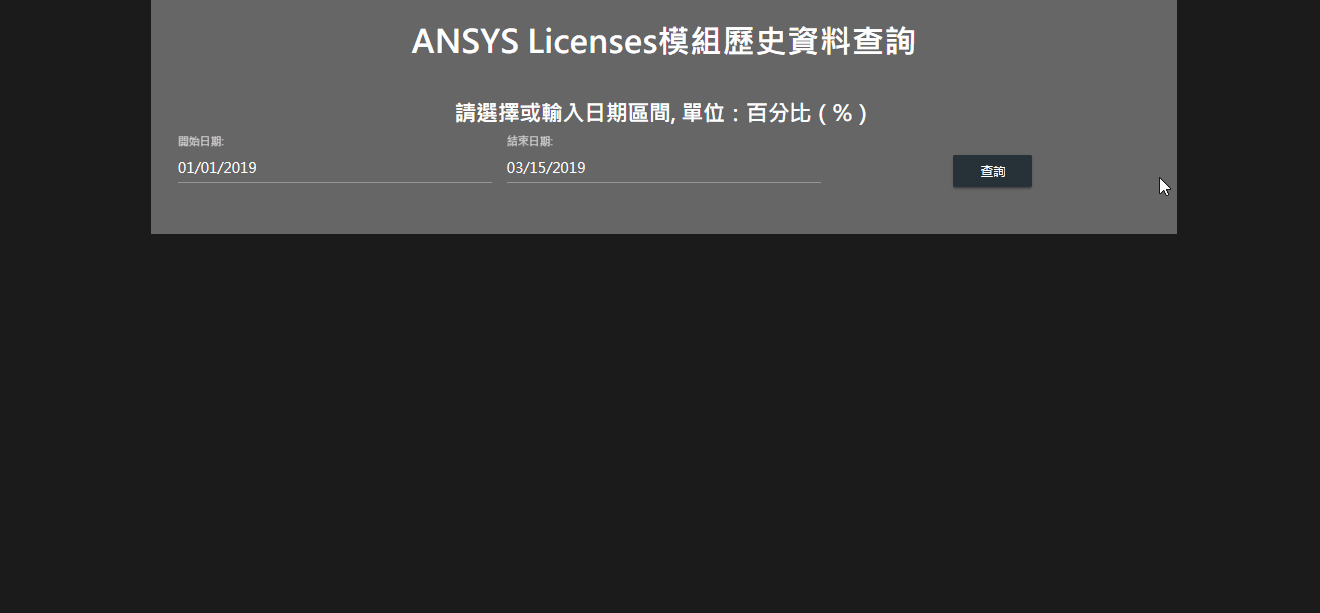 ANSYS Licenses模組歷史資料查詢
請選擇或輸入日期區間, 單位：百分比 ( % )
開始日期:
結束日期:
01/01/2019
03/15/2019
查詢